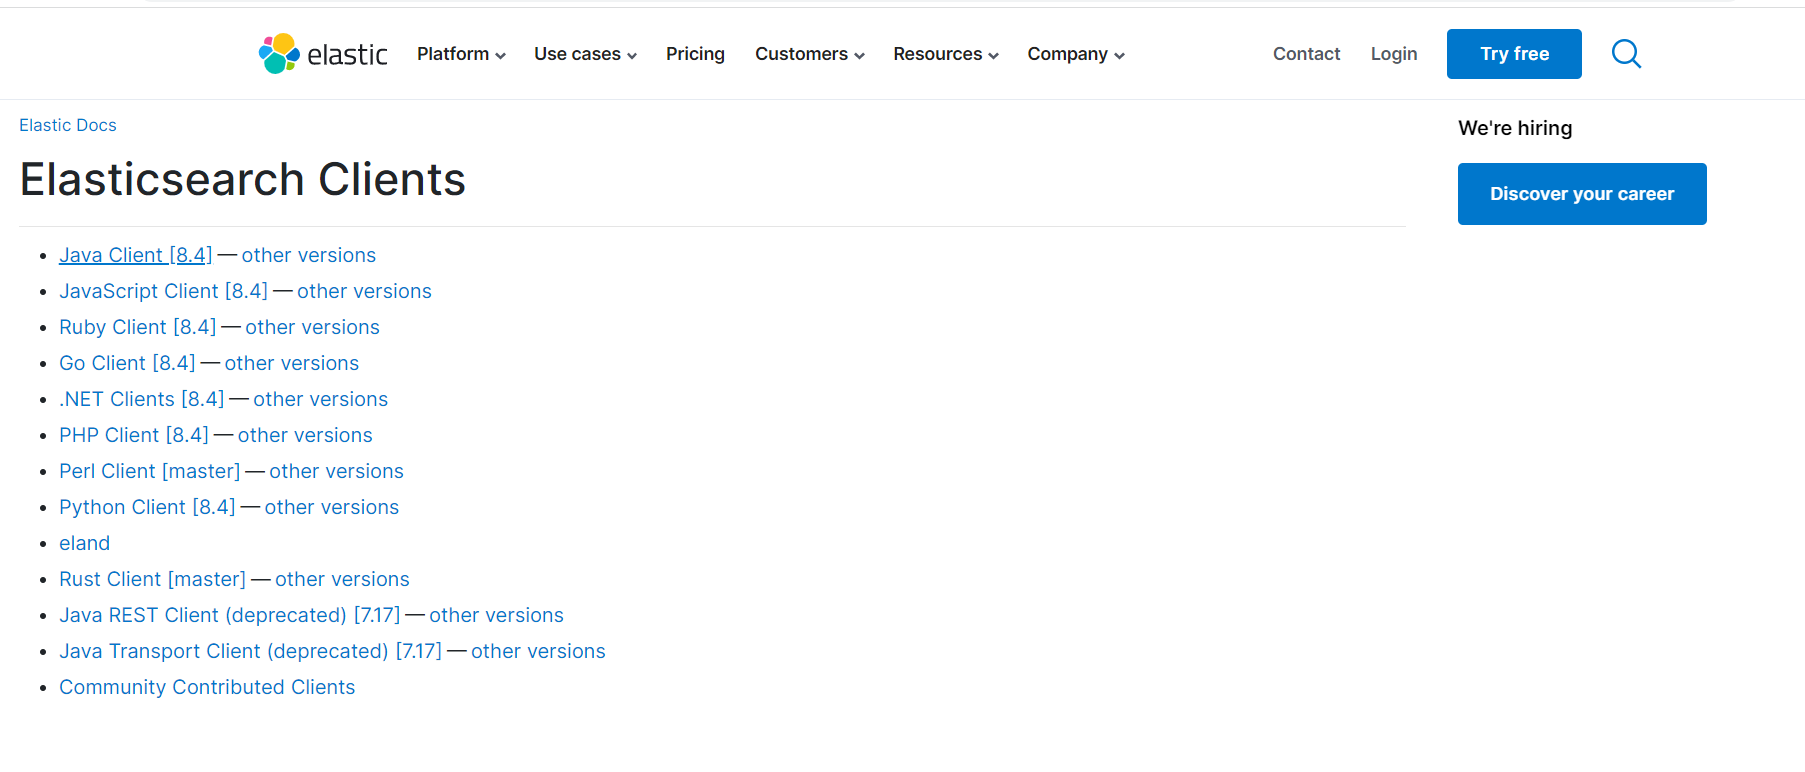 elastic Platform Use cases Pricing Customers Resources Company Contact Login Try free
Elastic Docs
Elasticsearch Clients
Java Client [8.4] — other versions
JavaScript Client [8.4] — other versions
Ruby Client [8.4] — other versions
Go Client [8.4] — other versions
.NET Clients [8.4] — other versions
PHP Client [8.4] — other versions
Perl Client [master] — other versions
Python Client [8.4] — other versions
eland
Rust Client [master] — other versions
Java REST Client (deprecated) [7.17] — other versions
Java Transport Client (deprecated) [7.17] — other versions
Community Contributed Clients
We're hiring
Discover your career